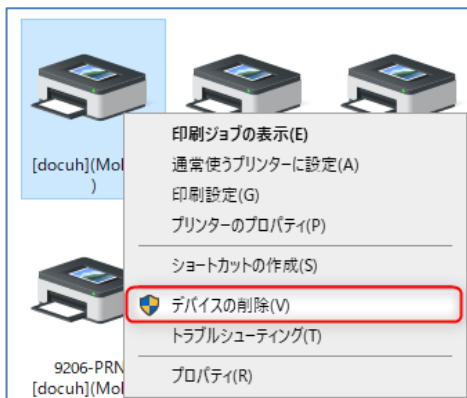 [docuh](Mol
)
印刷ジョブの表示(E)
通常使うプリンターに設定(A)
印刷設定(G)
プリンターのプロパティ(P)
ショートカットの作成(S)
デバイスの削除(V)
トラブルシューティング(T)
プロパティ(R)
9206-PRN
[docuh](Mol